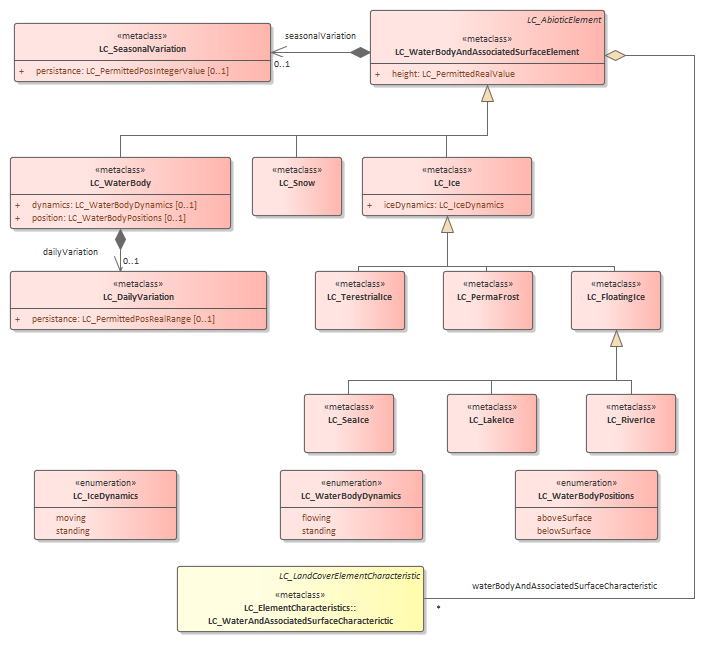 «metaclass»
LC_SeasonalVariation
+ persistance: LC_PermittedPosIntegerValue [0..1]
seasonalVariation
0..1
LC_AbioticElement
«metaclass»
LC_WaterBodyAndAssociatedSurfaceElement
+ height: LC_PermittedRealValue
«metaclass»
LC_WaterBody
+ dynamics: LC_WaterBodyDynamics [0..1]
+ position: LC_WaterBodyPositions [0..1]
«metaclass»
LC_Snow
«metaclass»
LC_Ice
+ iceDynamics: LC_IceDynamics
dailyVariation
0..1
«metaclass»
LC_DailyVariation
+ persistance: LC_PermittedPosRealRange [0..1]
«metaclass»
LC_TerestrialIce
«metaclass»
LC_PermaFrost
«metaclass»
LC_FloatingIce
«metaclass»
LC_SeaIce
«metaclass»
LC_LakeIce
«metaclass»
LC_RiverIce
«enumeration»
LC_IceDynamics
moving
standing
«enumeration»
LC_WaterBodyDynamics
flowing
standing
«enumeration»
LC_WaterBodyPositions
aboveSurface
belowSurface
LC_LandCoverElementCharacteristic
«metaclass»
LC_ElementCharacteristics::
LC_WaterAndAssociatedSurfaceCharacterictic
waterBodyAndAssociatedSurfaceCharacteristic